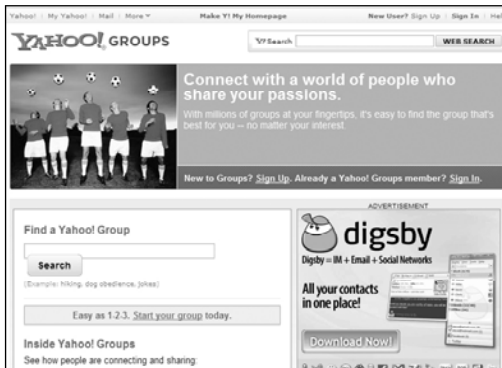 Yahoo! | My Yahoo! | Mail | More
Make Y! My Homepage
New User? Sign Up | Sign In | Hel
YAHOO! GROUPS
Y! Search
WEB SEARCH
Connect with a world of people who
share your passions.
With millions of groups at your fingertips, it's easy to find the group that's
best for you -- no matter your interest.
New to Groups? Sign Up. Already a Yahoo! Groups member? Sign In.
ADVERTISEMENT
Find a Yahoo! Group
Search
(Example: hiking, dog obedience, jokes)
Easy as 1-2-3. Start your group today.
Inside Yahoo! Groups
See how people are connecting and sharing:
digsby
Digsby = IM + Email + Social Networks
All your contacts
in one place!
Download Now!